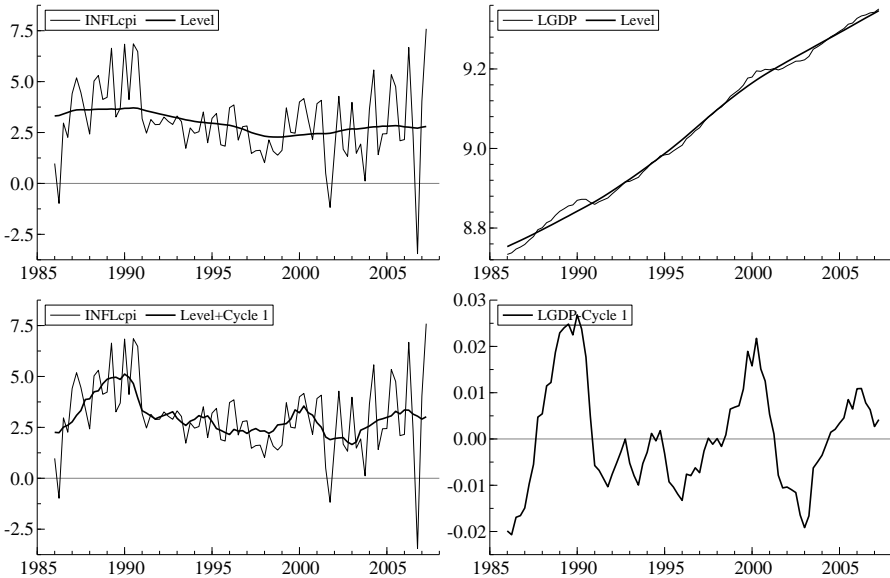 INFLcpi Level
7.5
5.0
2.5
0.0
-2.5
1985 1990 1995 2000 2005
LGDP Level
9.2
9.0
8.8
1985 1990 1995 2000 2005
INFLcpi Level+Cycle 1
7.5
5.0
2.5
0.0
-2.5
1985 1990 1995 2000 2005
LGDP-Cycle 1
0.03
0.02
0.01
0.00
-0.01
-0.02
1985 1990 1995 2000 2005